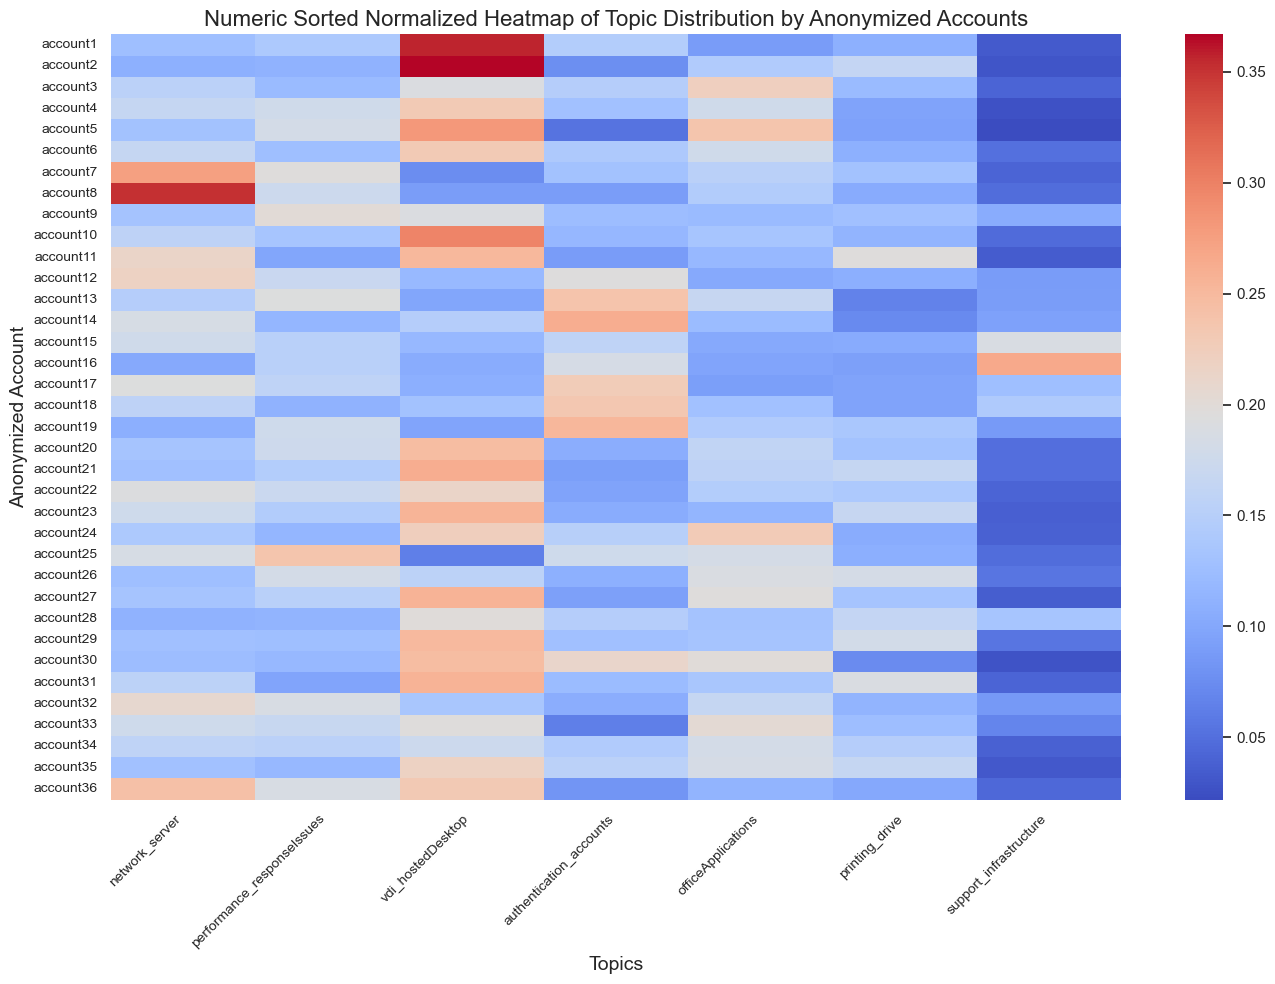 Numeric Sorted Normalized Heatmap of Topic Distribution by Anonymized Accounts
Anonymized Account
account1
account2
account3
account4
account5
account6
account7
account8
account9
account10
account11
account12
account13
account14
account15
account16
account17
account18
account19
account20
account21
account22
account23
account24
account25
account26
account27
account28
account29
account30
account31
account32
account33
account34
account35
account36
network_server
performance_responseIssues
vdi_hostedDesktop
authentication_accounts
officeApplications
printing_drive
support_infrastructure
Topics
0.35
0.30
0.25
0.20
0.15
0.10
0.05